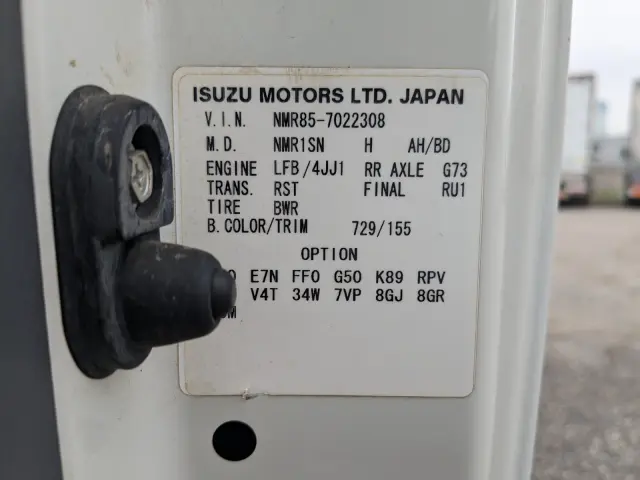 ISUZU MOTORS LTD. JAPAN
V.I.N. NMR85-7022308
M.D. NMR1SN H AH/BD
ENGINE LFB/4JJ1 RR AXLE G73
TRANS. RST FINAL RU1
TIRE BWR
B.COLOR/TRIM 729/155
OPTION
E7N FF0 G50 K89 RPV
V4T 34W 7VP 8GJ 8GR